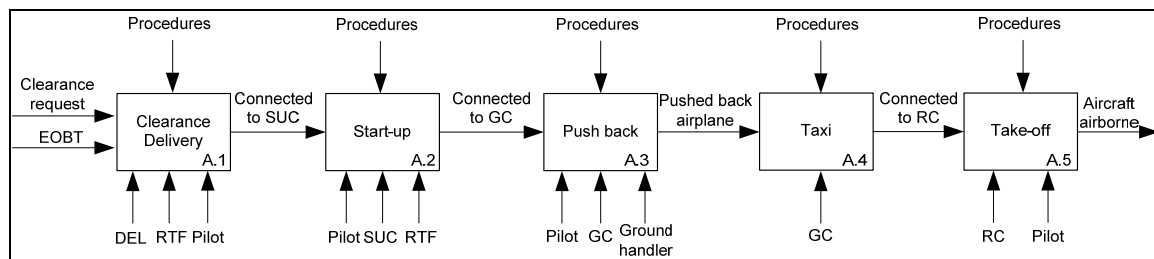 Procedures
Procedures
Procedures
Procedures
Procedures
Clearance
request
EOBT
Clearance
Delivery
A.1
Connected
to SUC
Start-up
A.2
Connected
to GC
Push back
A.3
Pushed back
airplane
Taxi
A.4
Connected
to RC
Take-off
A.5
Aircraft
airborne
DEL
RTF
Pilot
Pilot
SUC
RTF
Pilot
GC
Ground
handler
GC
RC
Pilot